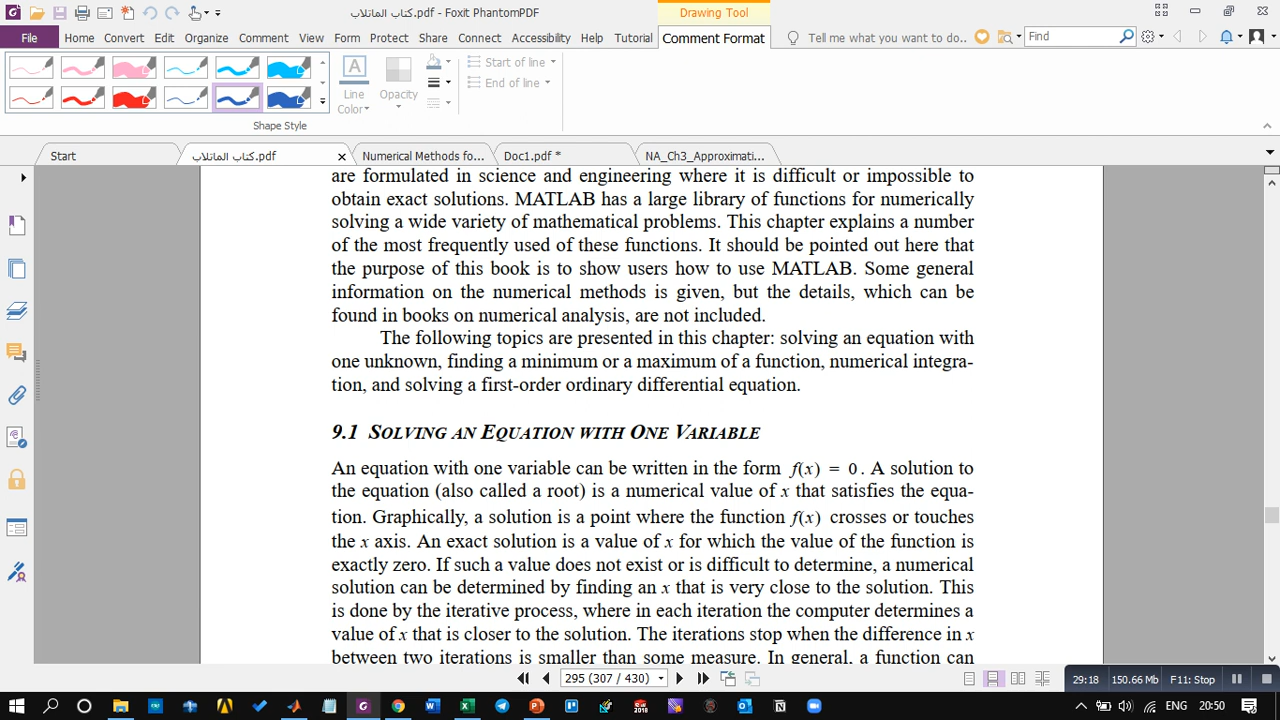 كتاب الماتلاب.pdf - Foxit PhantomPDF
Drawing Tool
File Home Convert Edit Organize Comment View Form Protect Share Connect Accessibility Help Tutorial Comment Format Tell me what you want to do.. Find
Line Color
Opacity
Start of line
End of line
Shape Style
Start
كتاب الماتلاب.pdf
Numerical Methods fo...
Doc1.pdf *
NA_Ch3_Approximati...
are formulated in science and engineering where it is difficult or impossible to
obtain exact solutions. MATLAB has a large library of functions for numerically
solving a wide variety of mathematical problems. This chapter explains a number
of the most frequently used of these functions. It should be pointed out here that
the purpose of this book is to show users how to use MATLAB. Some general
information on the numerical methods is given, but the details, which can be
found in books on numerical analysis, are not included.
The following topics are presented in this chapter: solving an equation with
one unknown, finding a minimum or a maximum of a function, numerical integra-
tion, and solving a first-order ordinary differential equation.
9.1 SOLVING AN EQUATION WITH ONE VARIABLE
An equation with one variable can be written in the form f(x) = 0. A solution to
the equation (also called a root) is a numerical value of x that satisfies the equa-
tion. Graphically, a solution is a point where the function f(x) crosses or touches
the x axis. An exact solution is a value of x for which the value of the function is
exactly zero. If such a value does not exist or is difficult to determine, a numerical
solution can be determined by finding an x that is very close to the solution. This
is done by the iterative process, where in each iteration the computer determines a
value of x that is closer to the solution. The iterations stop when the difference in x
between two iterations is smaller than some measure. In general, a function can
295 (307 / 430)
29:18 150.66 Mb F11: Stop
ENG 20:50